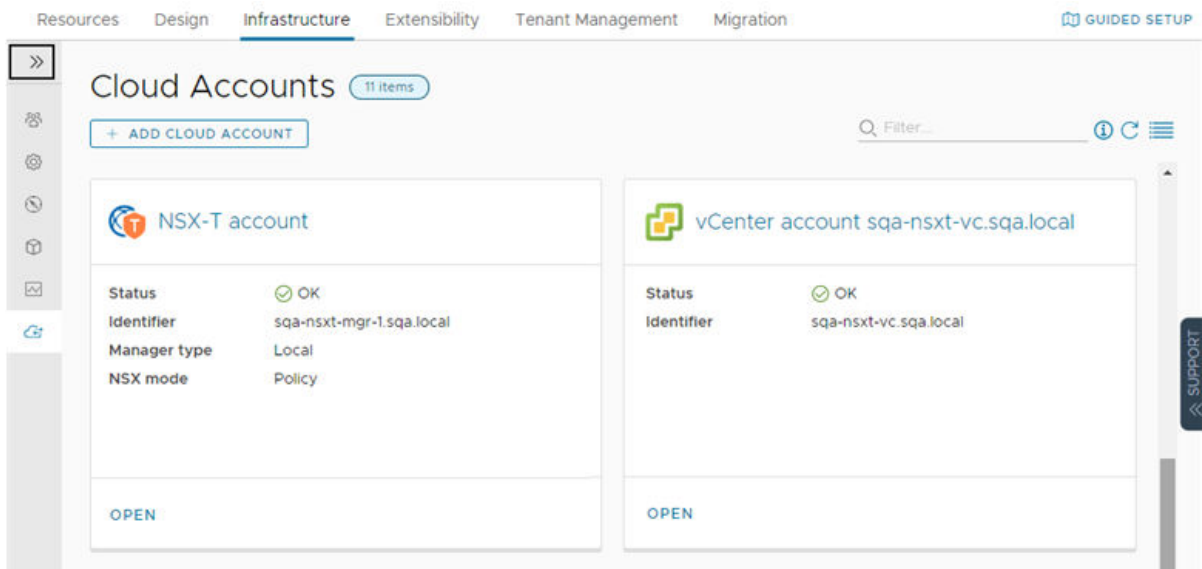 Resources Design Infrastructure Extensibility Tenant Management Migration GUIDED SETUP
Cloud Accounts 11 items
+ ADD CLOUD ACCOUNT
Filter...
T NSX-T account
Status OK
Identifier sqa-nsxt-mgr-1.sqa.local
Manager type Local
NSX mode Policy
OPEN
vCenter account sqa-nsxt-vc.sqa.local
Status OK
Identifier sqa-nsxt-vc.sqa.local
OPEN
SUPPORT